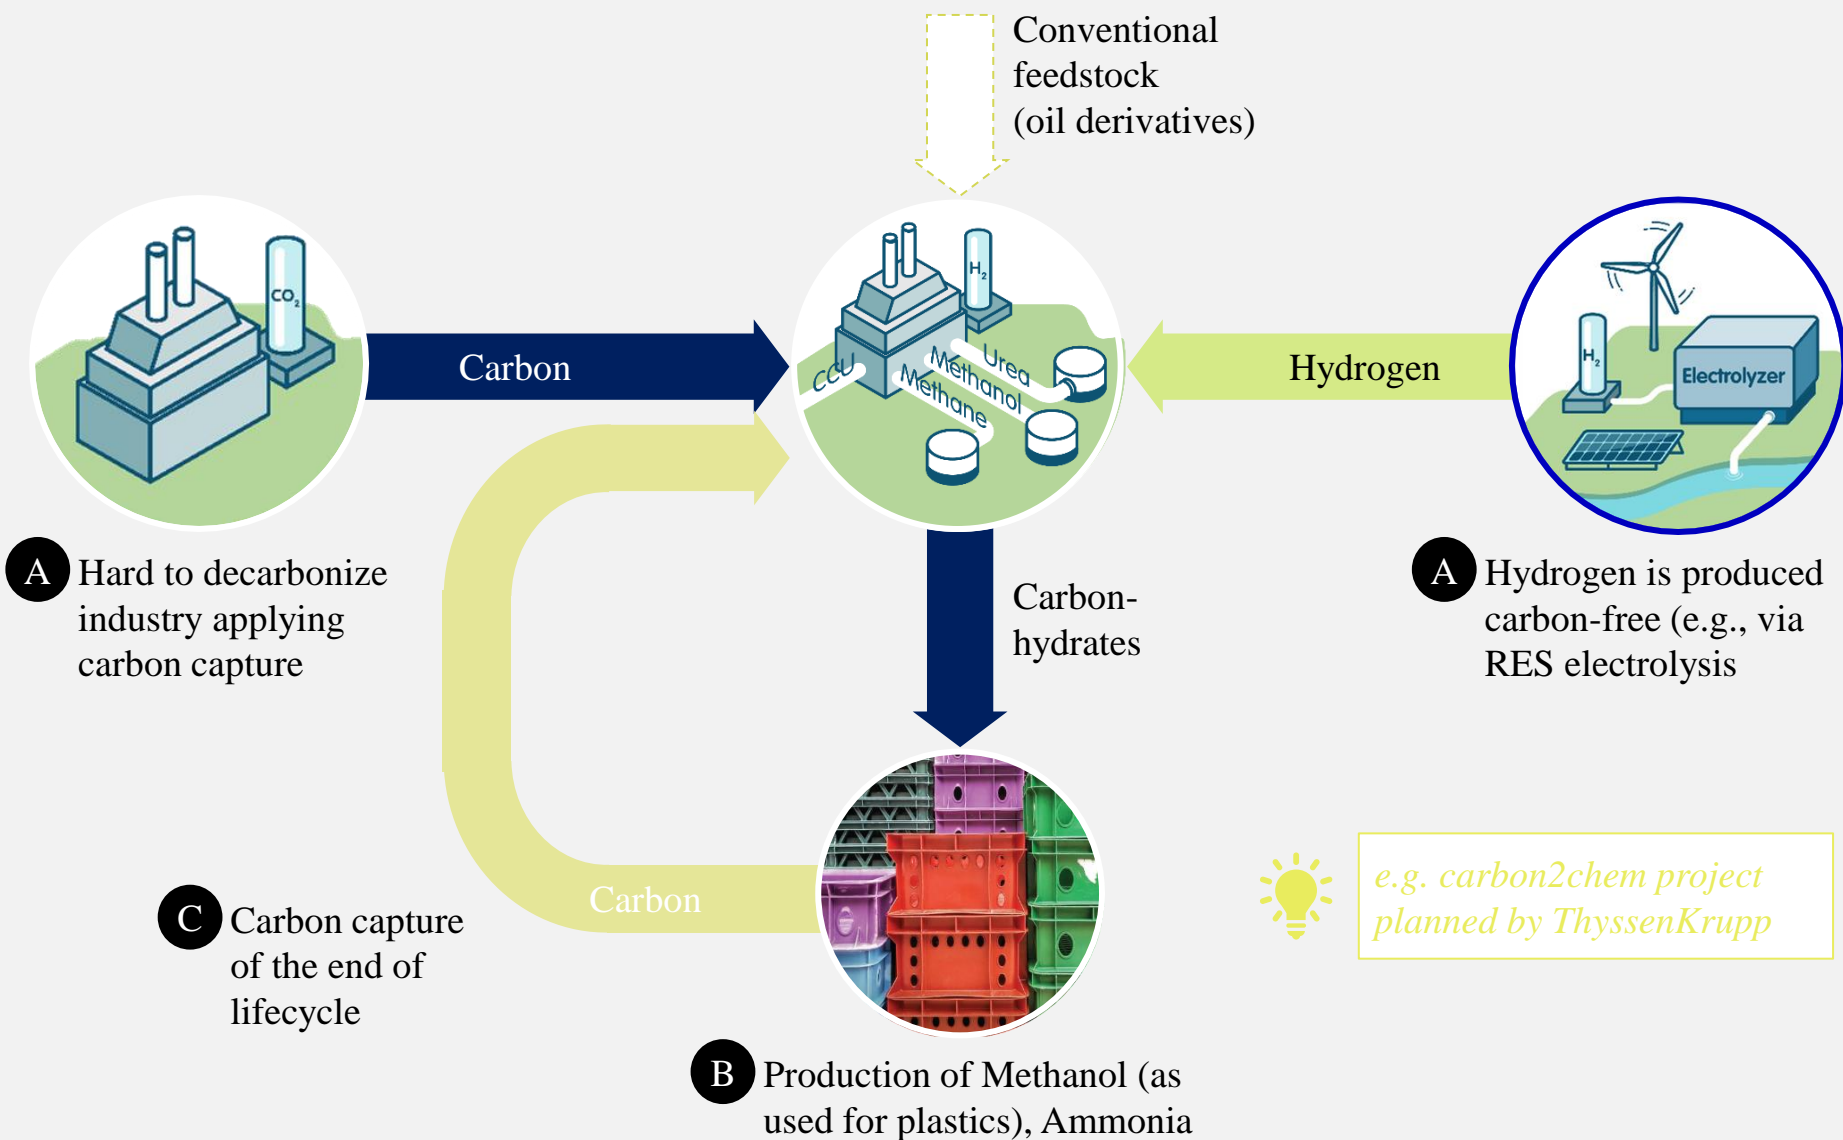 Conventional
feedstock
(oil derivatives)
CO2
Carbon
H2
CCU
Methane
Methanol
Urea
Hydrogen
H2
Electrolyzer
A Hard to decarbonize
industry applying
carbon capture
Carbon-
hydrates
A Hydrogen is produced
carbon-free (e.g., via
RES electrolysis
Carbon
C Carbon capture
of the end of
lifecycle
e.g. carbon2chem project
planned by ThyssenKrupp
B Production of Methanol (as
used for plastics), Ammonia